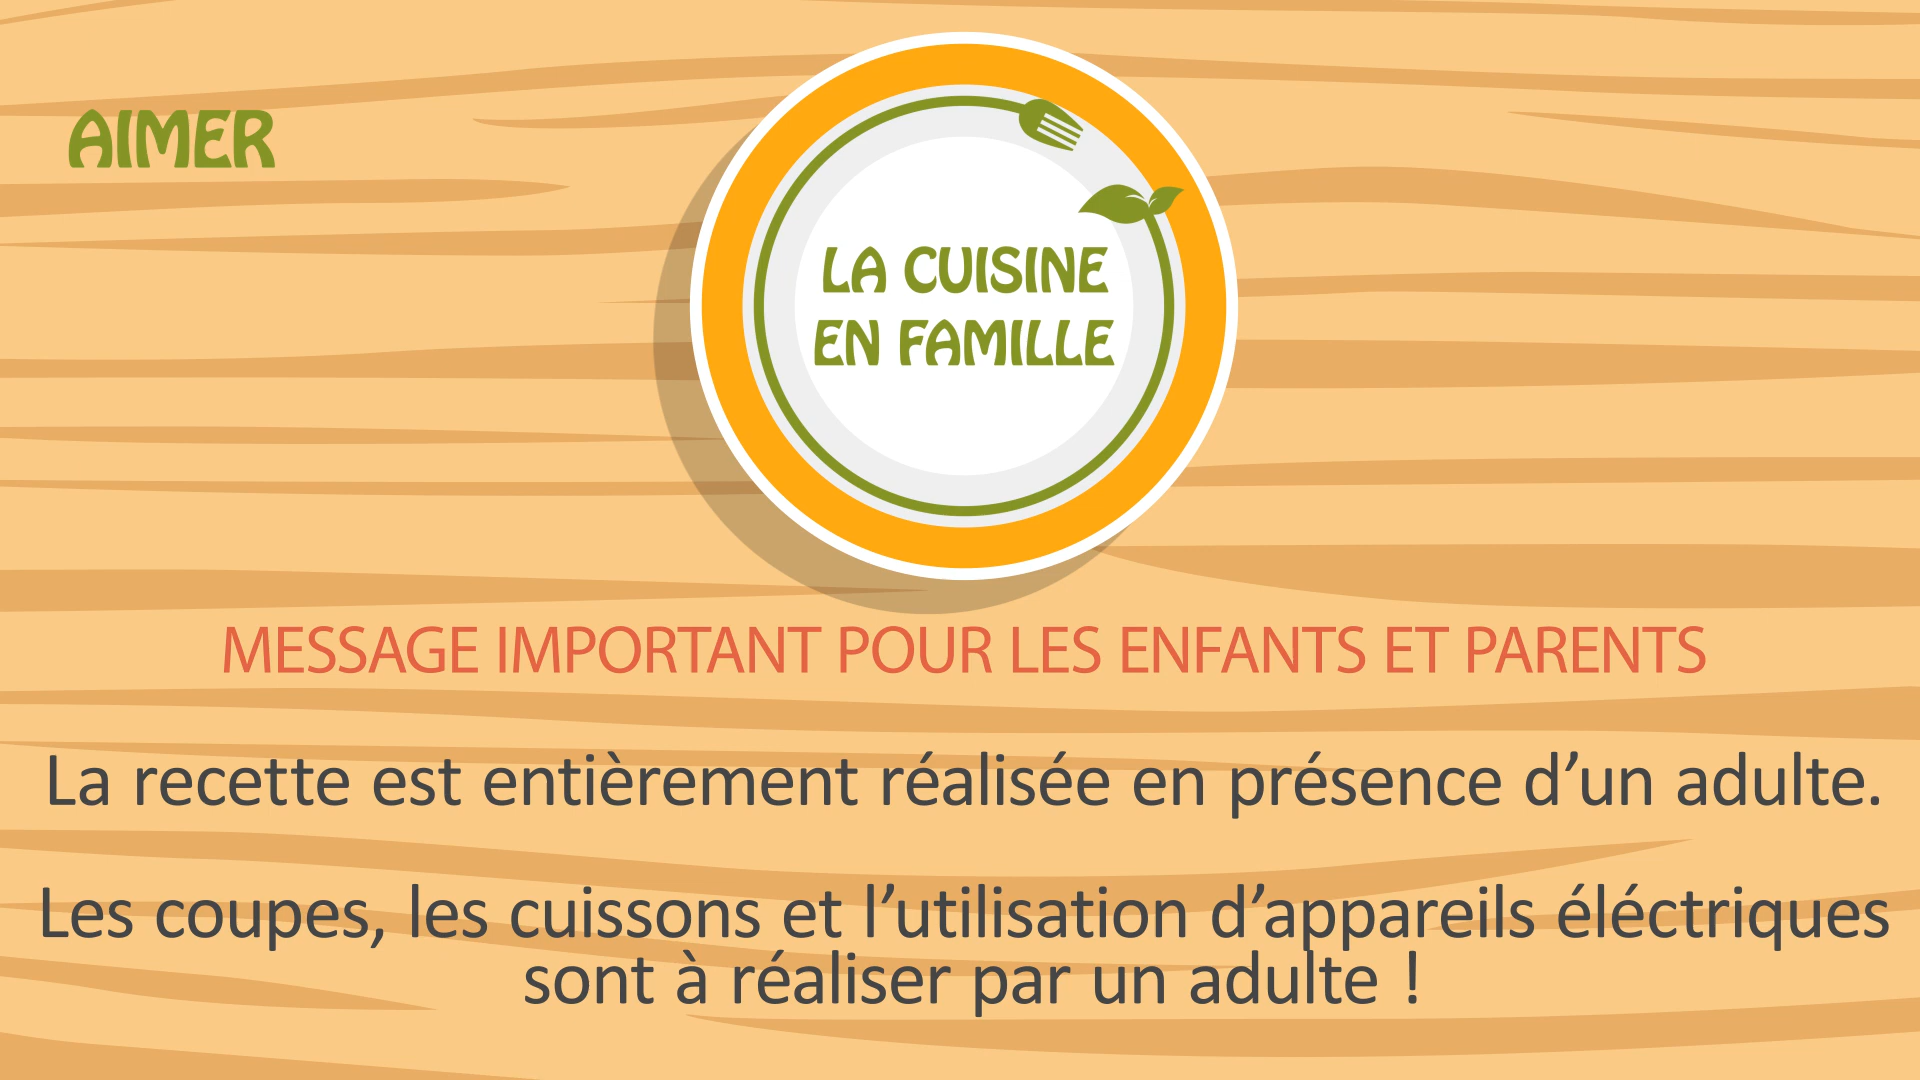 AIMER
LA CUISINE
EN FAMILLE
MESSAGE IMPORTANT POUR LES ENFANTS ET PARENTS
La recette est entièrement réalisée en présence d’un adulte.
Les coupes, les cuissons et l’utilisation d’appareils éléctriques
sont à réaliser par un adulte !